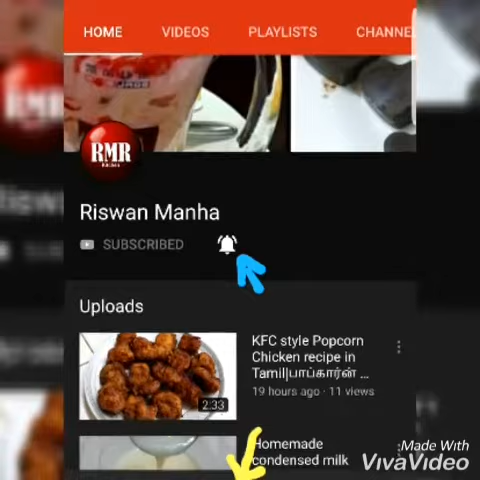 HOME VIDEOS PLAYLISTS CHANNE
RMR
Kitchen
Riswan Manha
SUBSCRIBED
Uploads
KFC style Popcorn
Chicken recipe in
Tamil|பாப்கார்ன் ...
19 hours ago · 11 views
2:33
Homemade
condensed milk
Made With
VivaVideo